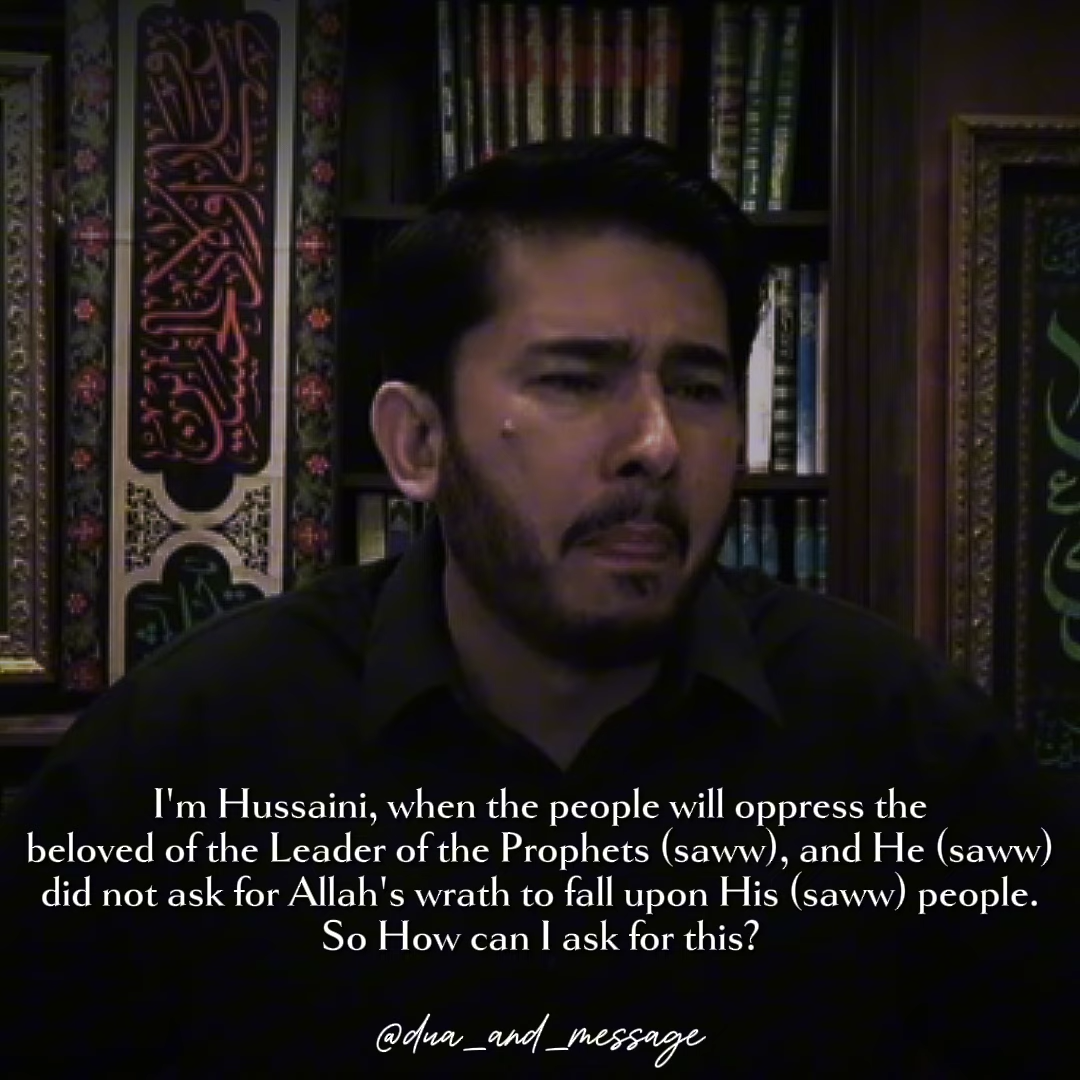 I'm Hussaini, when the people will oppress the
beloved of the Leader of the Prophets (saww), and He (saww)
did not ask for Allah's wrath to fall upon His (saww) people.
So How can I ask for this?
@dua_and_message